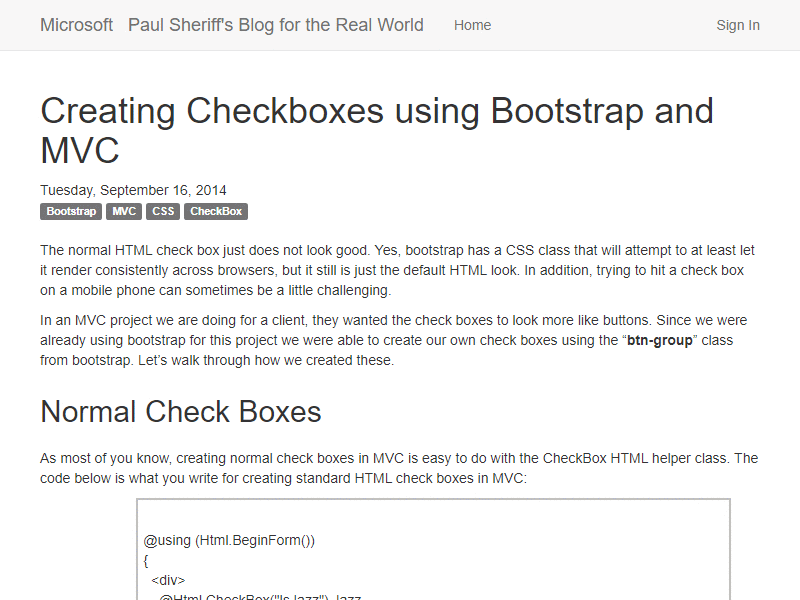 Microsoft Paul Sheriff's Blog for the Real World Home Sign In
Creating Checkboxes using Bootstrap and
MVC
Tuesday, September 16, 2014
Bootstrap MVC CSS CheckBox
The normal HTML check box just does not look good. Yes, bootstrap has a CSS class that will attempt to at least let
it render consistently across browsers, but it still is just the default HTML look. In addition, trying to hit a check box
on a mobile phone can sometimes be a little challenging.
In an MVC project we are doing for a client, they wanted the check boxes to look more like buttons. Since we were
already using bootstrap for this project we were able to create our own check boxes using the “btn-group” class
from bootstrap. Let’s walk through how we created these.
Normal Check Boxes
As most of you know, creating normal check boxes in MVC is easy to do with the CheckBox HTML helper class. The
code below is what you write for creating standard HTML check boxes in MVC:
@using (Html.BeginForm())
{
<div>
@Html.CheckBox("IsJazz") Jazz